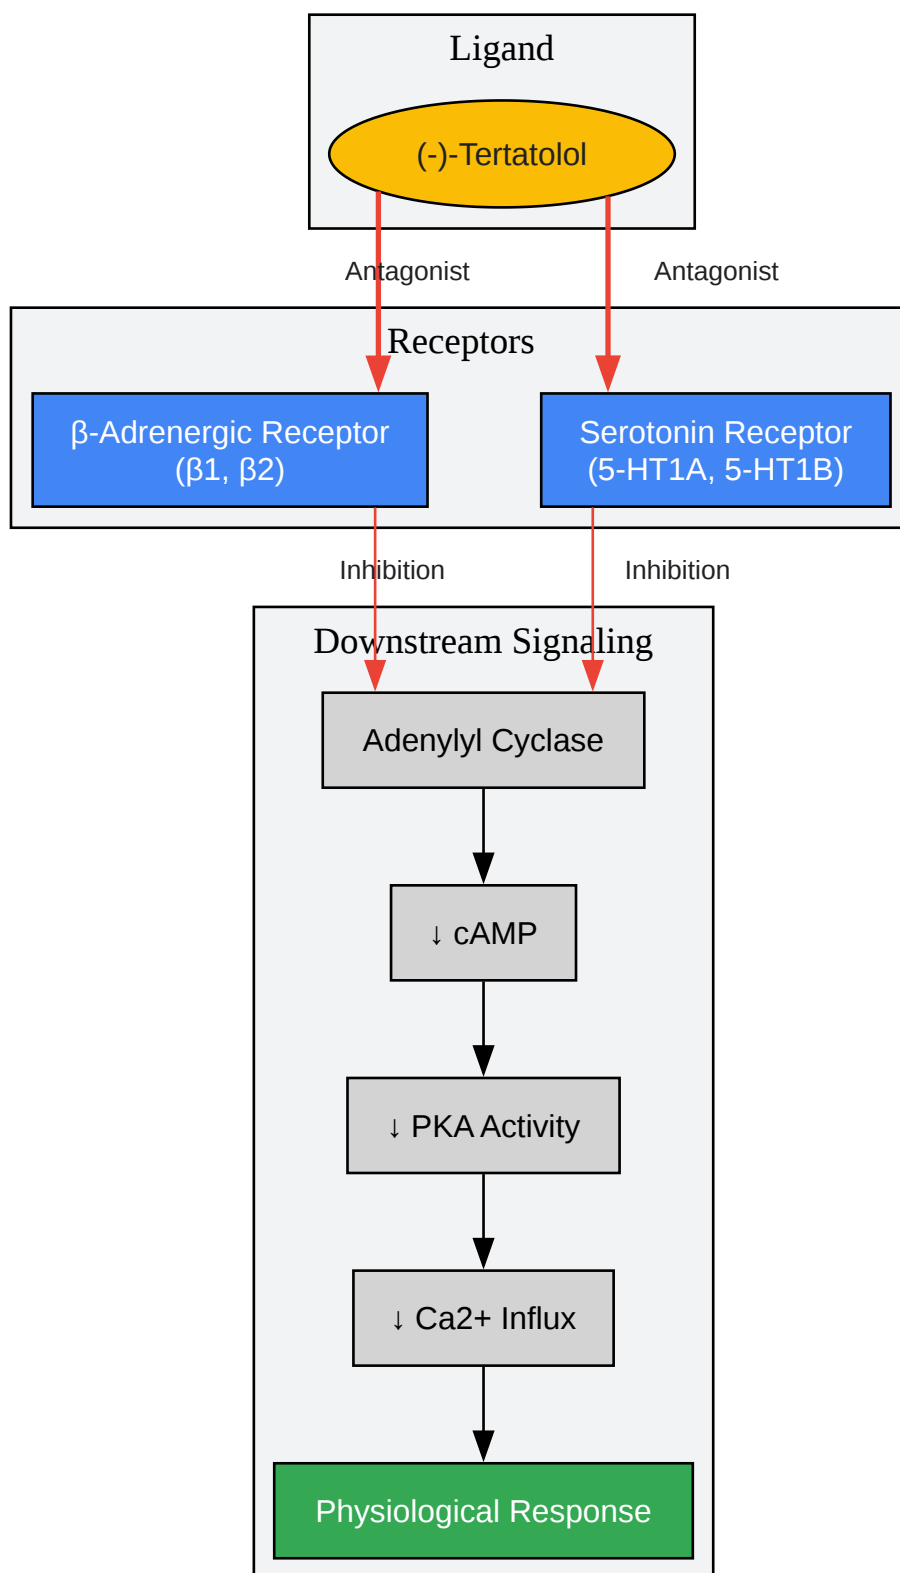 Ligand
(-)-Tertatolol
Antagonist
Antagonist
Receptors
β-Adrenergic Receptor
(β1, β2)
Serotonin Receptor
(5-HT1A, 5-HT1B)
Inhibition
Inhibition
Downstream Signaling
Adenylyl Cyclase
↓ cAMP
↓ PKA Activity
↓ Ca2+ Influx
Physiological Response